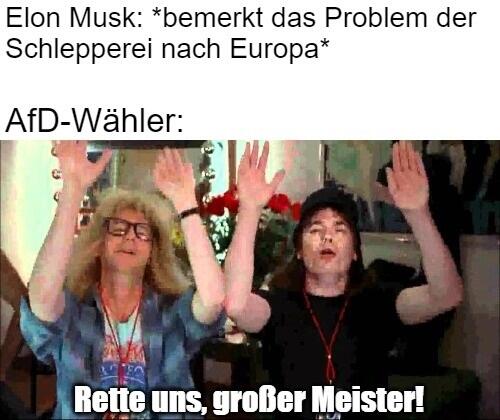 Elon Musk: *bemerkt das Problem der
Schlepperei nach Europa*
AfD-Wähler:
Rette uns, großer Meister!